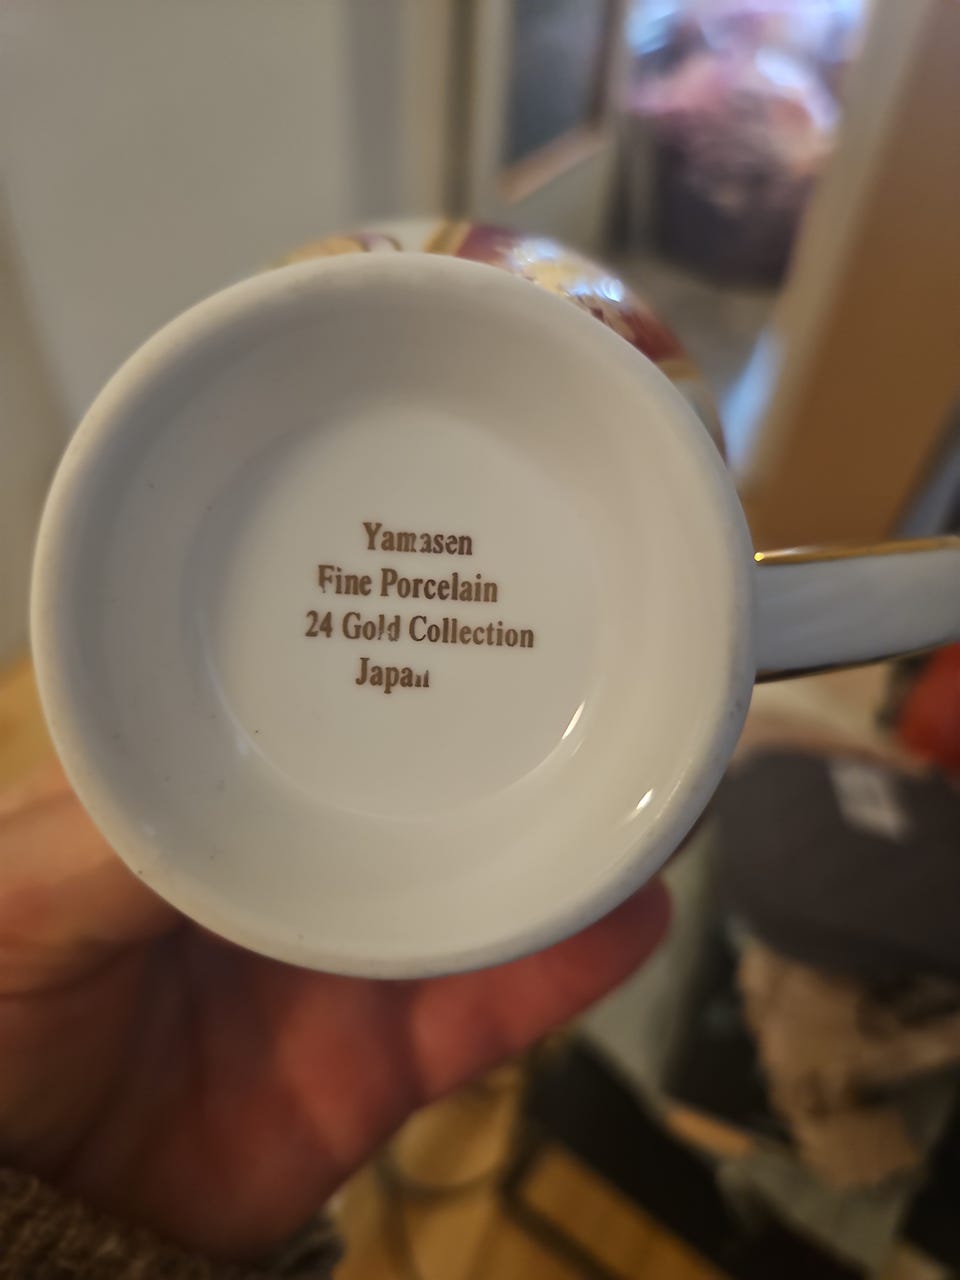 Yamasen
Fine Porcelain
24 Gold Collection
Japan